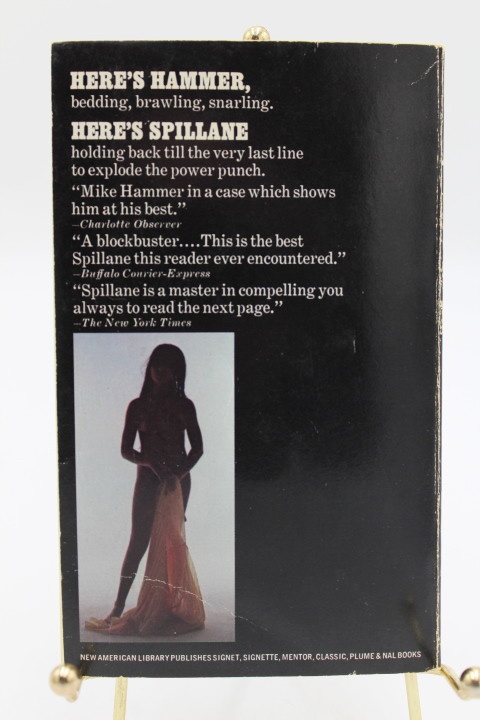 HERE'S HAMMER,
bedding, brawling, snarling.
HERE'S SPILLANE
holding back till the very last line
to explode the power punch.
“Mike Hammer in a case which shows
him at his best.”
—Charlotte Observer
“A blockbuster....This is the best
Spillane this reader ever encountered.”
—Buffalo Courier-Express
“Spillane is a master in compelling you
always to read the next page.”
—The New York Times
NEW AMERICAN LIBRARY PUBLISHES SIGNET, SIGNETTE, MENTOR, CLASSIC, PLUME & NAL BOOKS